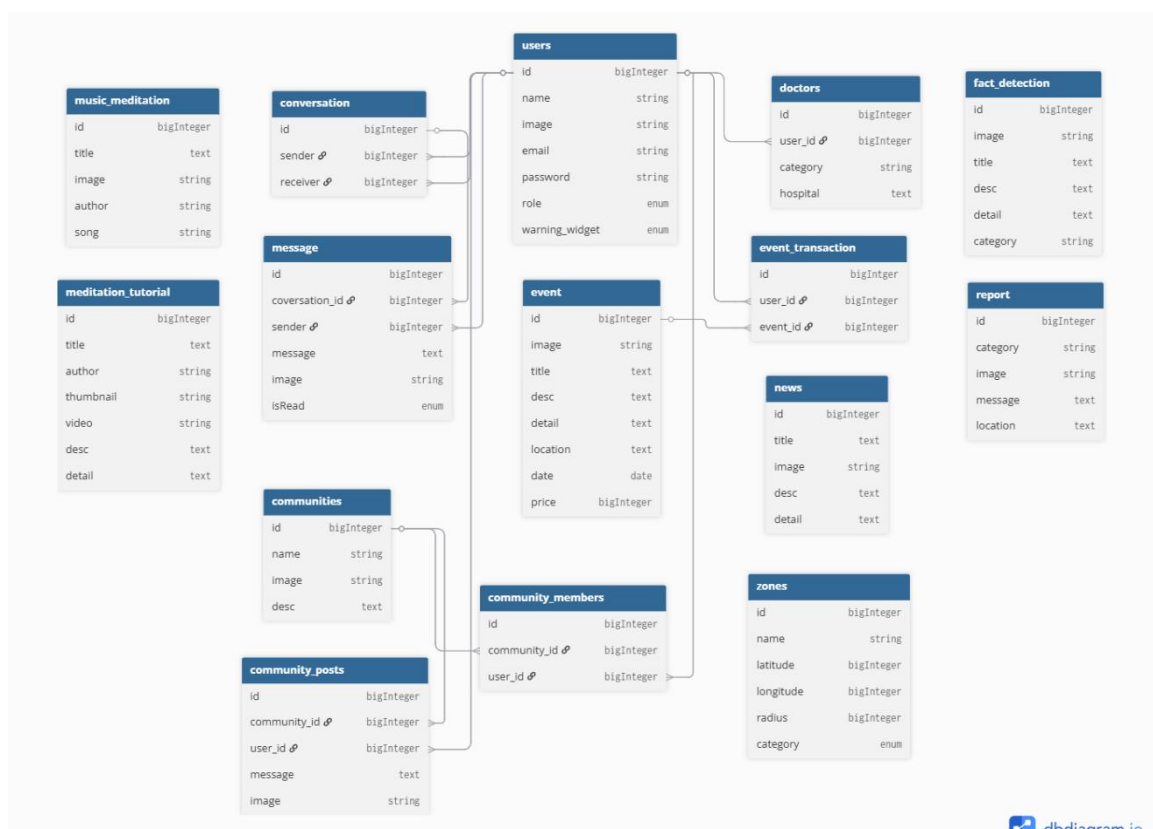 users
id bigInteger
name string
image string
email string
password string
role enum
warning_widget enum
music_meditation
id bigInteger
title text
image string
author string
song string
conversation
id bigInteger
sender bigInteger
receiver bigInteger
doctors
id bigInteger
user_id bigInteger
category string
hospital text
fact_detection
id bigInteger
image string
title text
desc text
detail text
category string
message
id bigInteger
coversation_id bigInteger
sender bigInteger
message text
image string
isRead enum
event_transaction
id bigIntger
user_id bigInteger
event_id bigInteger
meditation_tutorial
id bigInteger
title text
author string
thumbnail string
video string
desc text
detail text
event
id bigInteger
image string
title text
desc text
detail text
location text
date date
price bigInteger
report
id bigInteger
category string
image string
message text
location text
news
id bigInteger
title text
image string
desc text
detail text
communities
id bigInteger
name string
image string
desc text
community_members
id bigInteger
community_id bigInteger
user_id bigInteger
zones
id bigInteger
name string
latitude bigInteger
longitude bigInteger
radius bigInteger
category enum
community_posts
id bigInteger
community_id bigInteger
user_id bigInteger
message text
image string